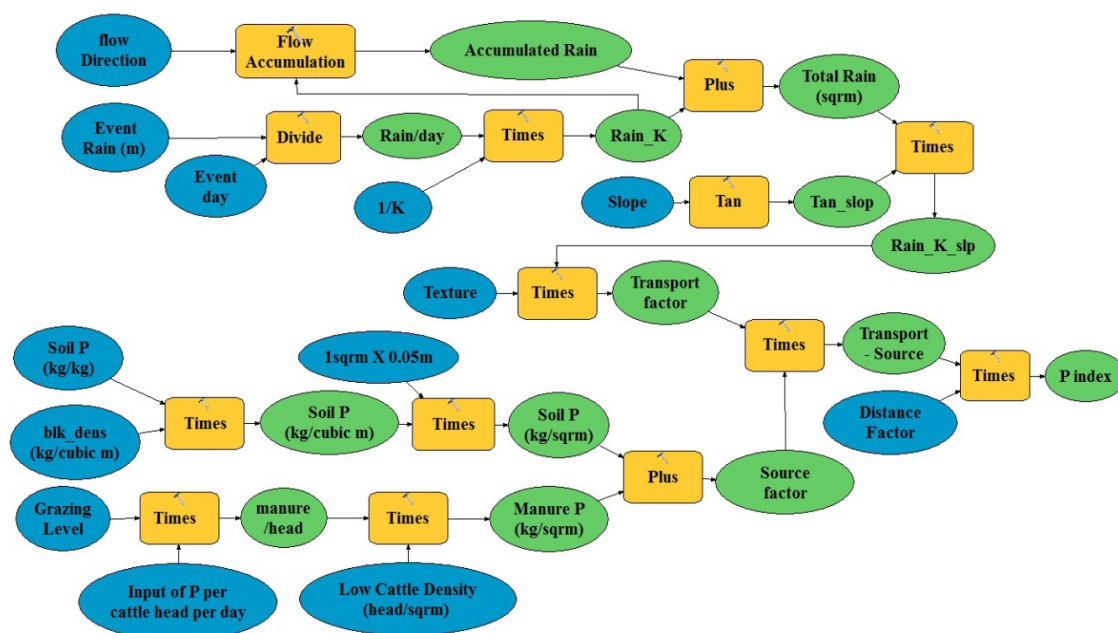 flow
Direction
Flow
Accumulation
Accumulated Rain
Plus
Total Rain
(sqrm)
Event
Rain (m)
Divide
Rain/day
Times
Rain_K
Times
Event
day
1/K
Slope
Tan
Tan_slop
Rain_K_slp
Texture
Times
Transport
factor
Soil P
(kg/kg)
1sqrm X 0.05m
Times
Transport
- Source
Times
P index
blk_dens
(kg/cubic m)
Times
Soil P
(kg/cubic m)
Times
Soil P
(kg/sqrm)
Distance
Factor
Plus
Source
factor
Grazing
Level
Times
manure
/head
Times
Manure P
(kg/sqrm)
Input of P per
cattle head per day
Low Cattle Density
(head/sqrm)